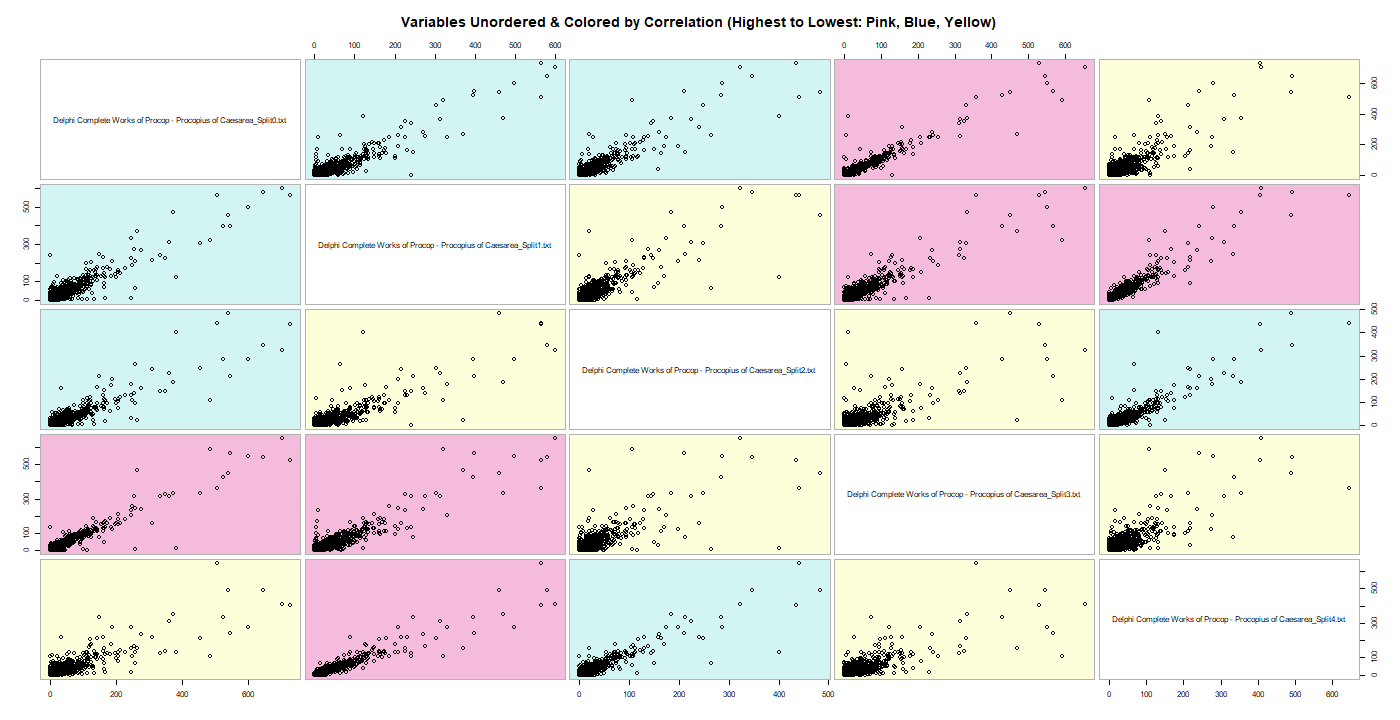 Variables Unordered & Colored by Correlation (Highest to Lowest: Pink, Blue, Yellow)
0 100 200 300 400 500 600
0 100 200 300 400 500 600
Delphi Complete Works of Procop - Procopius of Caesarea_Split0.txt
0 200 400 600
0 100 300 500
Delphi Complete Works of Procop - Procopius of Caesarea_Split1.txt
Delphi Complete Works of Procop - Procopius of Caesarea_Split2.txt
0 100 200 300 400 500
0 100 300 500
Delphi Complete Works of Procop - Procopius of Caesarea_Split3.txt
Delphi Complete Works of Procop - Procopius of Caesarea_Split4.txt
0 100 300 500
0 200 400 600
0 100 200 300 400 500
0 100 200 300 400 500 600